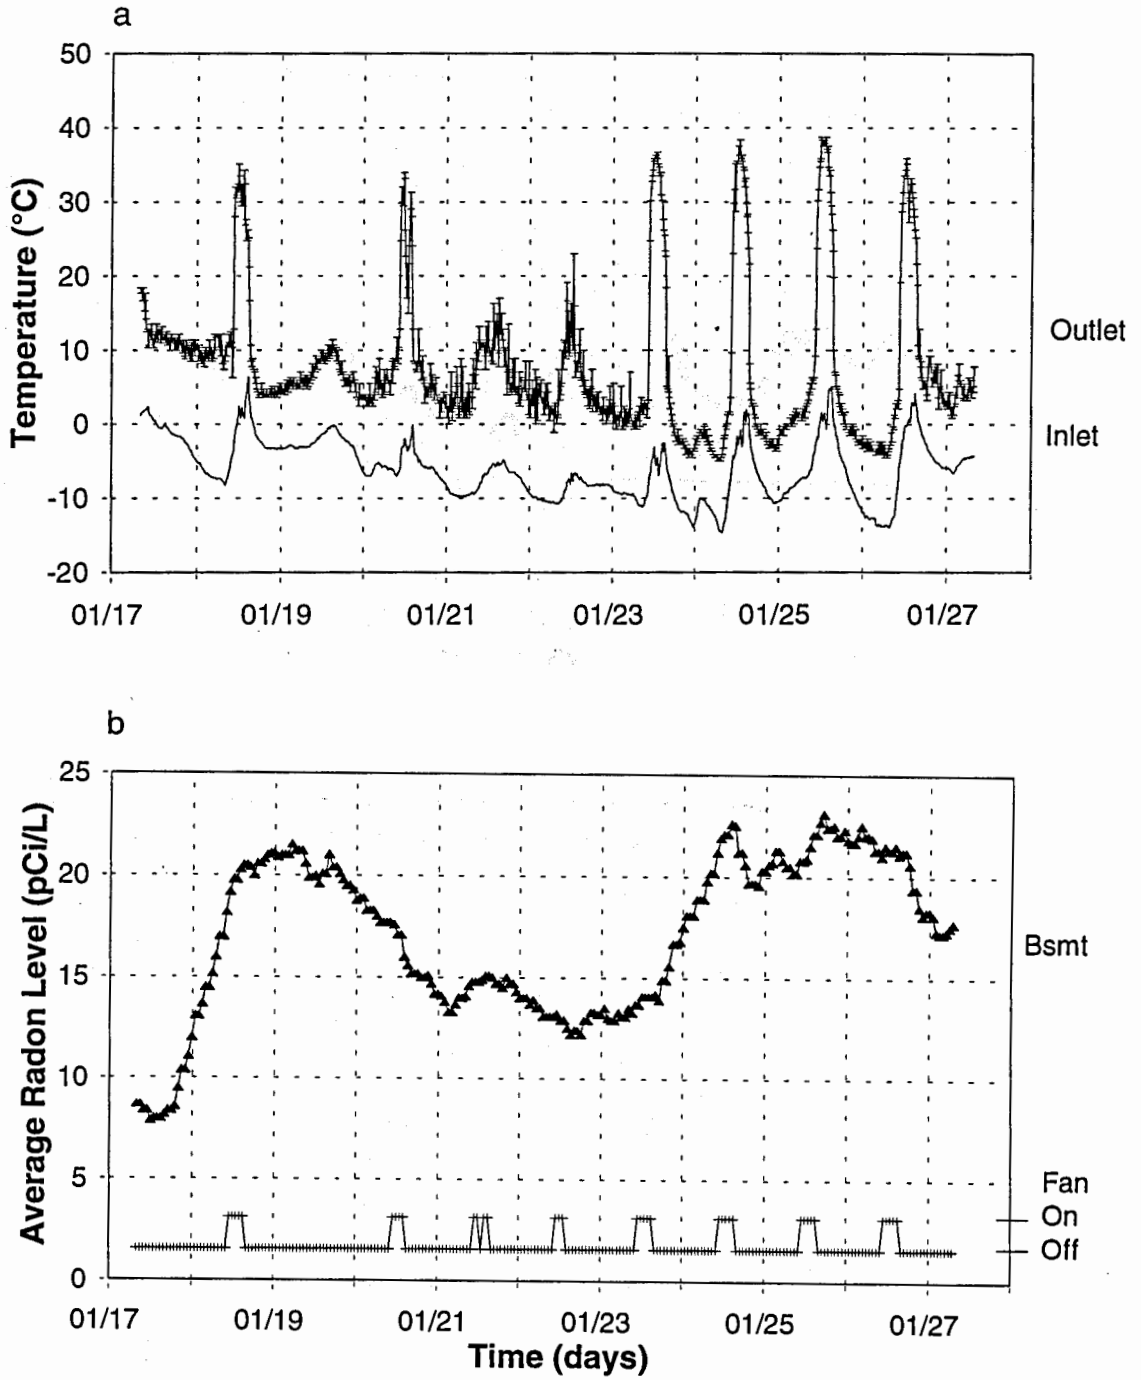 a
50
40
30
20
10
0
-10
-20
Temperature (°C)
Outlet
Inlet
01/17
01/19
01/21
01/23
01/25
01/27
b
25
20
15
10
5
0
Average Radon Level (pCi/L)
Bsmt
Fan
On
Off
01/17
01/19
01/21
01/23
01/25
01/27
Time (days)